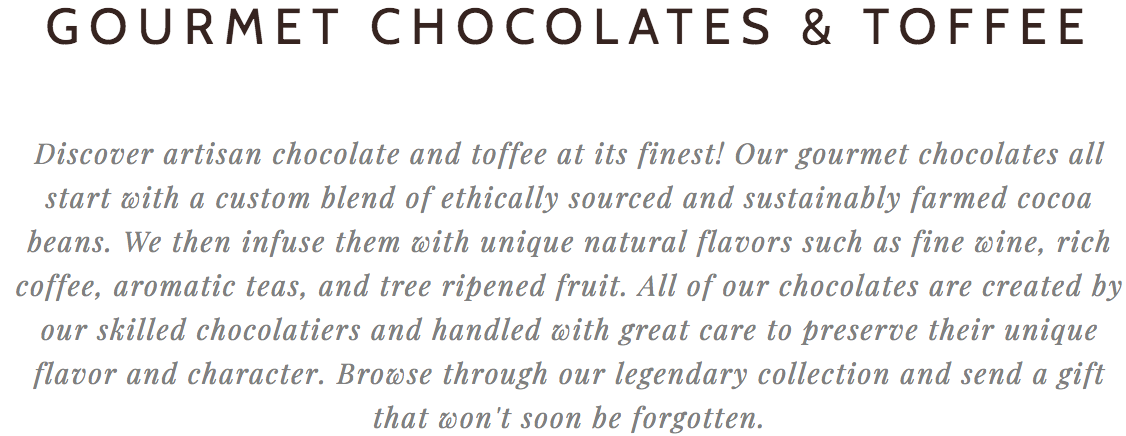 GOURMET CHOCOLATES & TOFFEE
Discover artisan chocolate and toffee at its finest! Our gourmet chocolates all
start with a custom blend of ethically sourced and sustainably farmed cocoa
beans. We then infuse them with unique natural flavors such as fine wine, rich
coffee, aromatic teas, and tree ripened fruit. All of our chocolates are created by
our skilled chocolatiers and handled with great care to preserve their unique
flavor and character. Browse through our legendary collection and send a gift
that won't soon be forgotten.